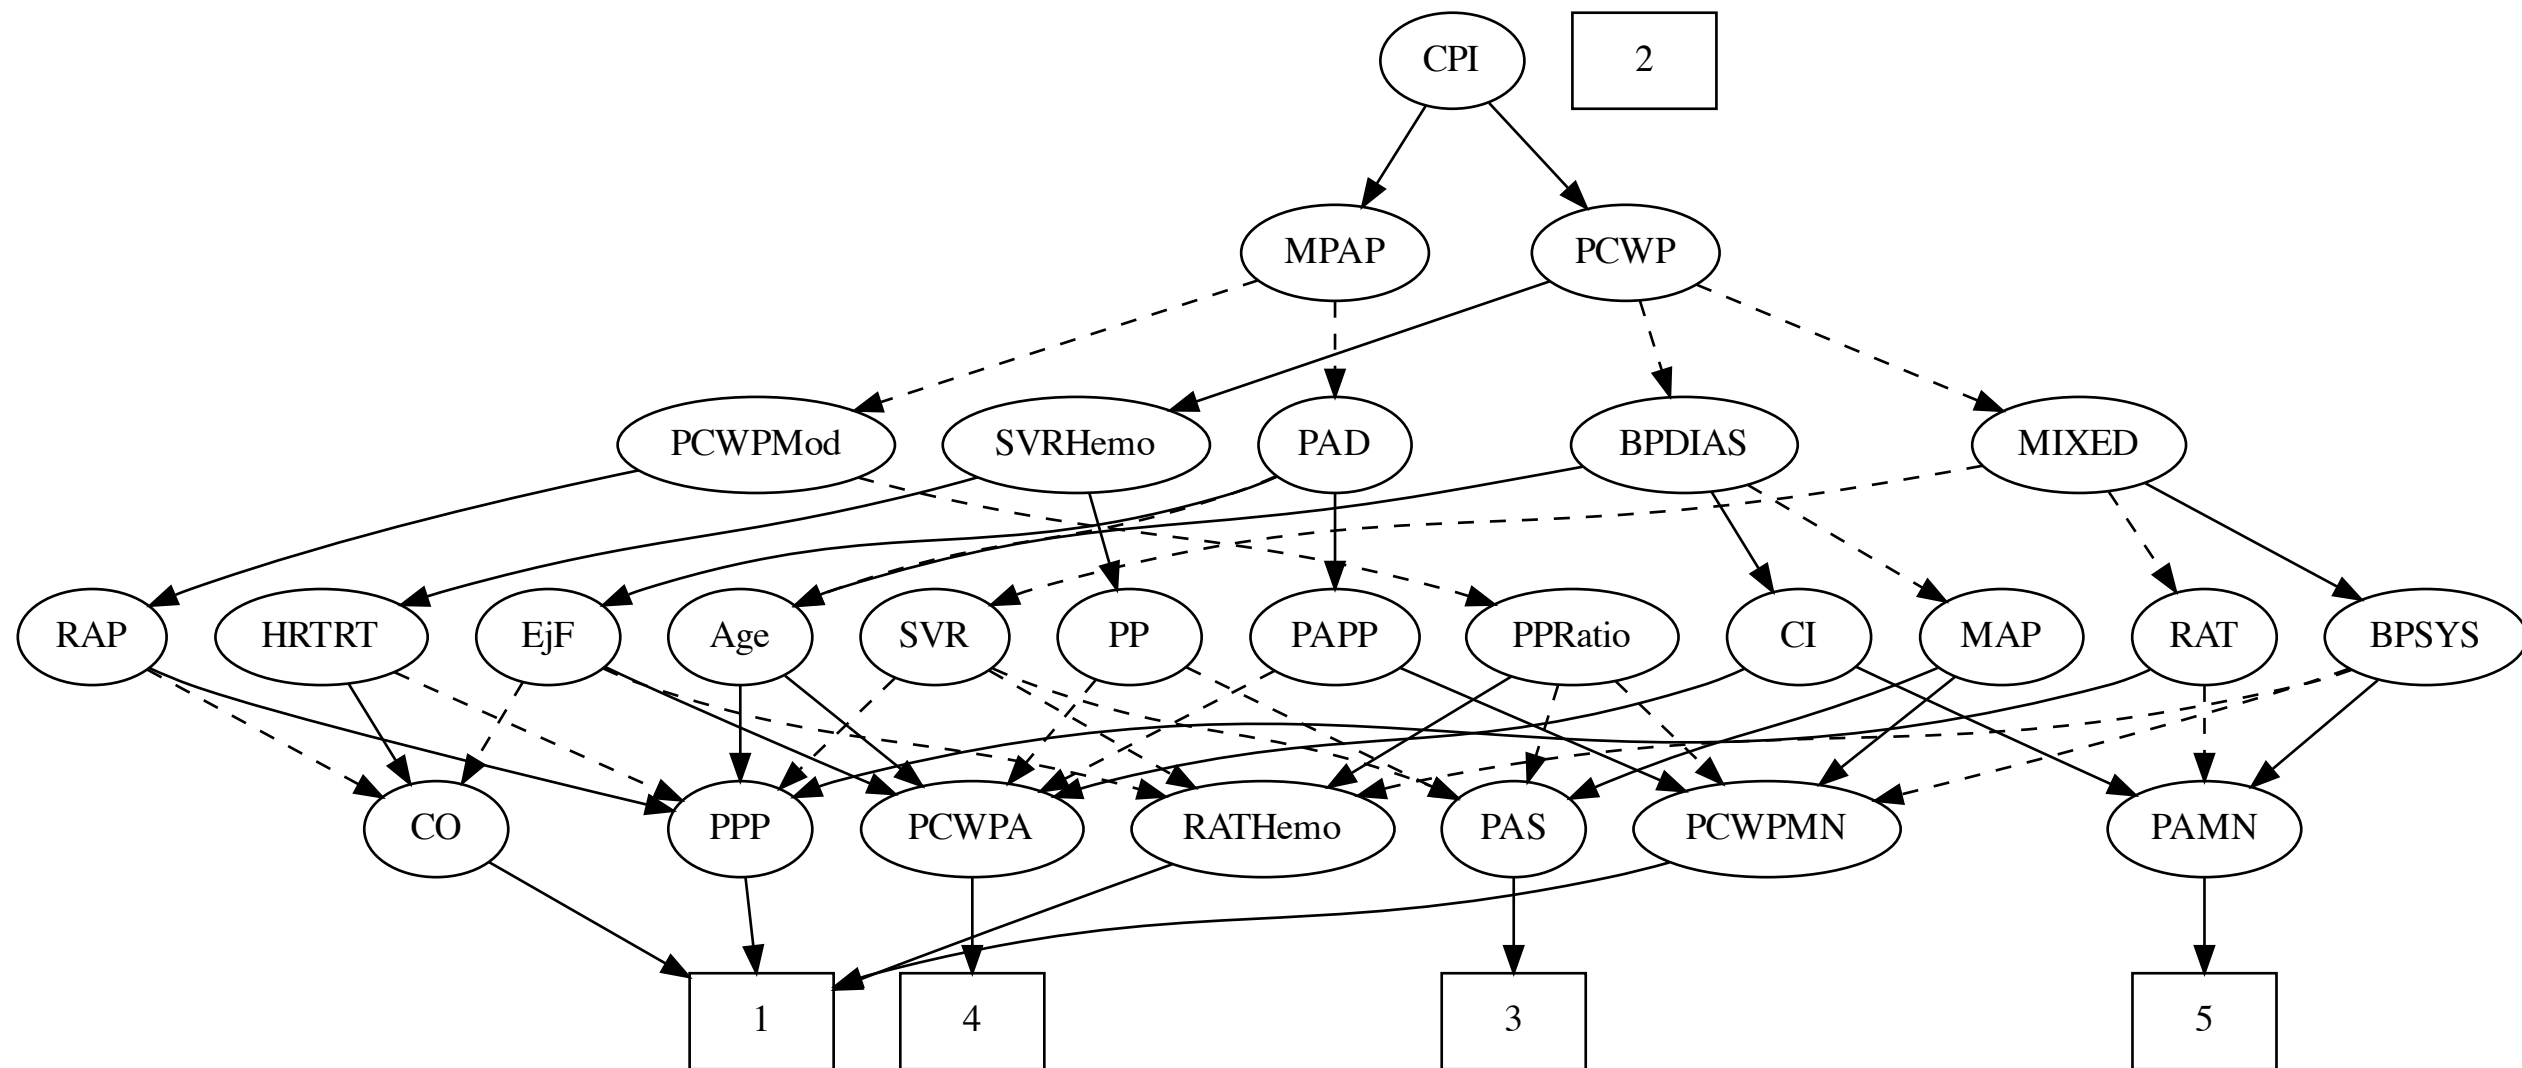 CPI
2
MPAP
PCWP
PCWPMod
SVRHemo
PAD
BPDIAS
MIXED
RAP
HRTRT
EjF
Age
SVR
PP
PAPP
PPRatio
CI
MAP
RAT
BPSYS
CO
PPP
PCWPA
RATHemo
PAS
PCWPMN
PAMN
1
4
3
5